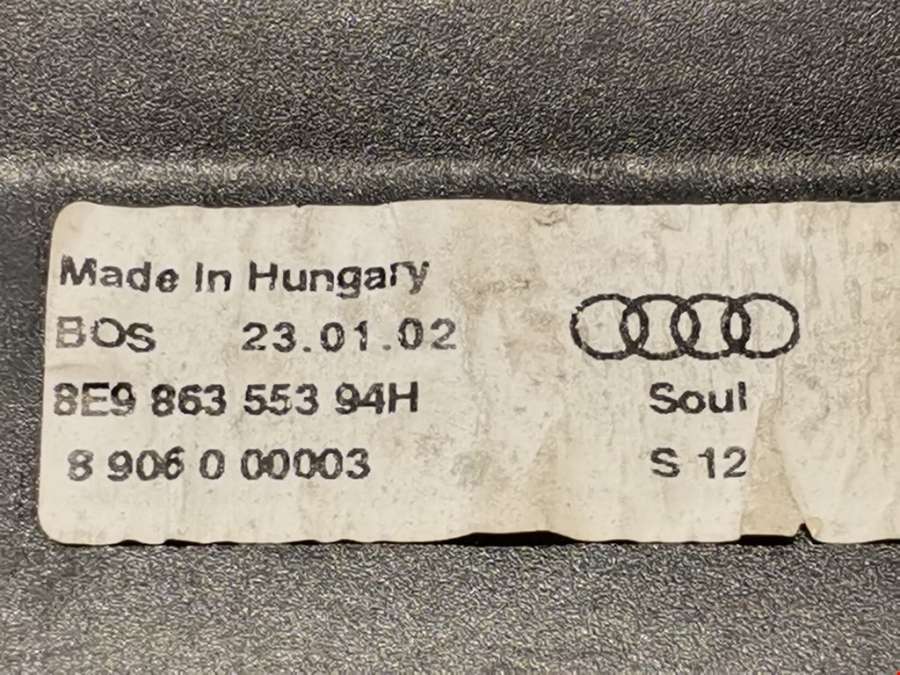 Made In Hungary
BOS 23.01.02
8E9 863 553 94H
Soul
8 906 0 00003
S 12